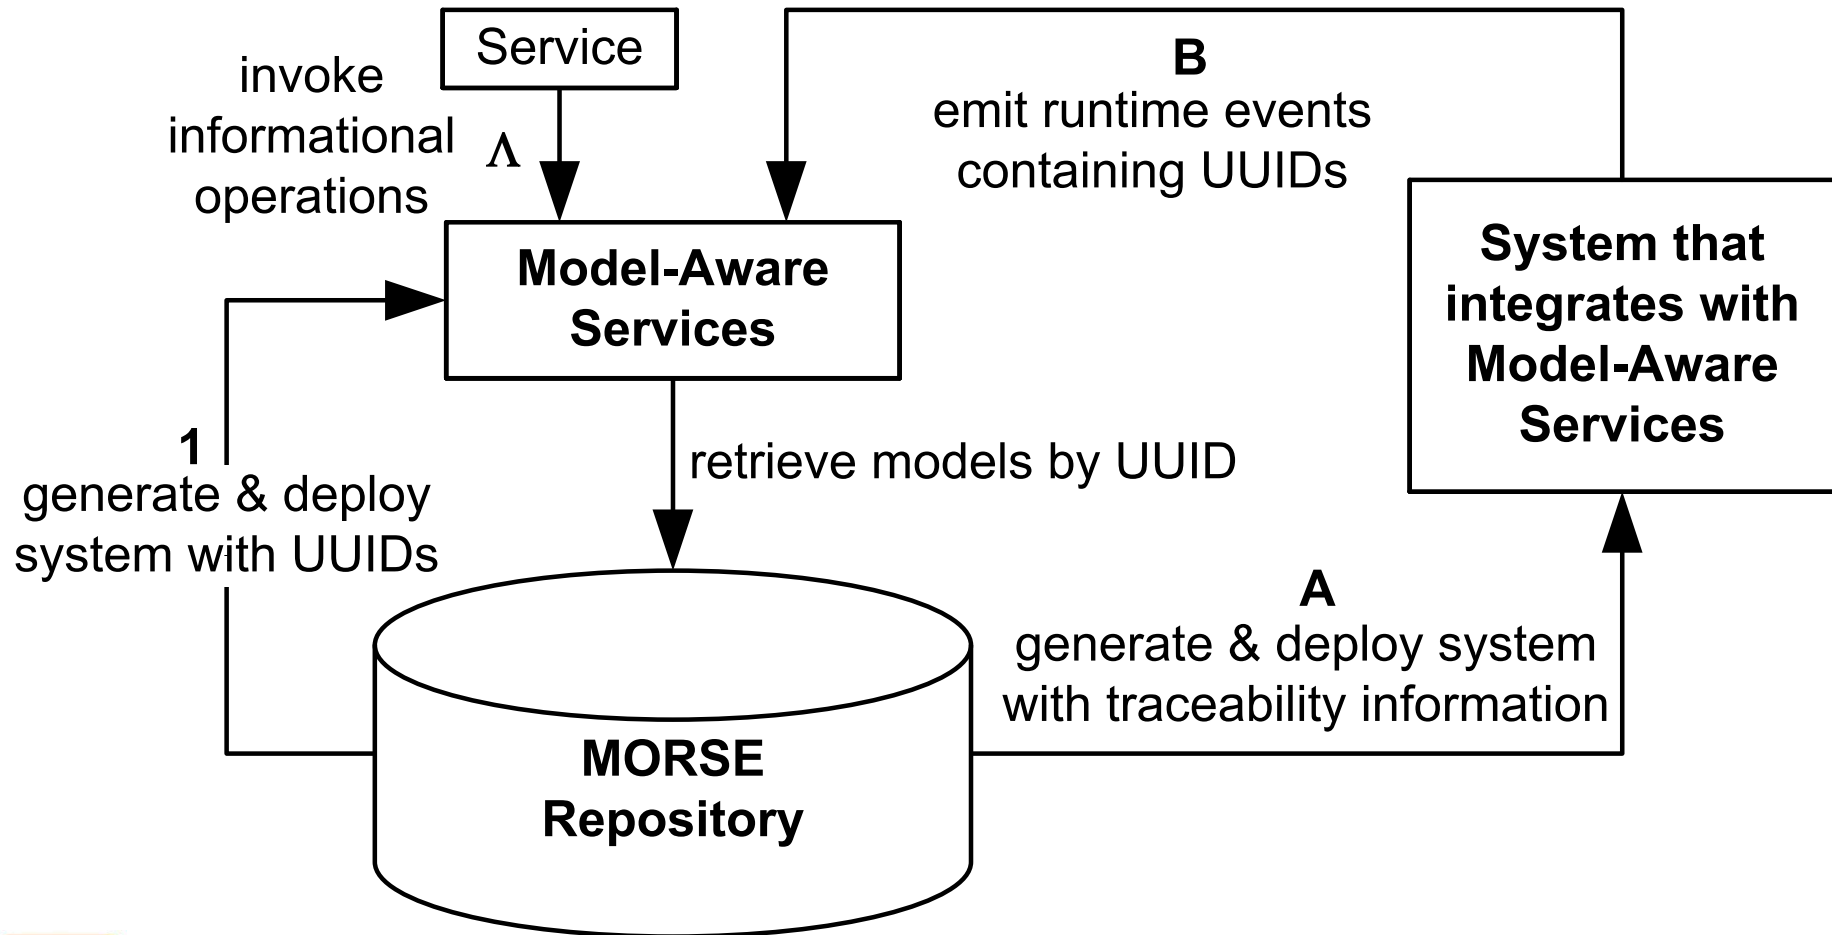 Service
invoke
informational
operations
Λ
B
emit runtime events
containing UUIDs
Model-Aware
Services
System that
integrates with
Model-Aware
Services
1
generate & deploy
system with UUIDs
retrieve models by UUID
A
generate & deploy system
with traceability information
MORSE
Repository